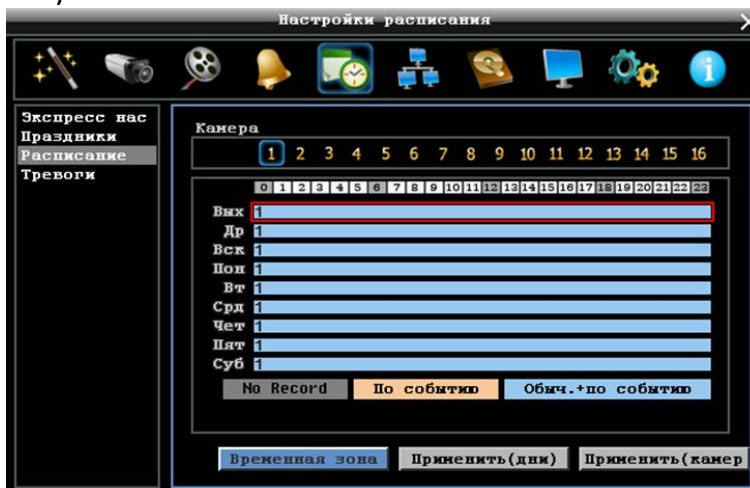 Настройки расписания
Экспресс нас
Праздники
Расписание
Тревоги
Камера
1 2 3 4 5 6 7 8 9 10 11 12 13 14 15 16
0 1 2 3 4 5 6 7 8 9 10 11 12 13 14 15 16 17 18 19 20 21 22 23
Вых 1
Др 1
Вск 1
Пон 1
Вт 1
Срд 1
Чет 1
Пят 1
Суб 1
No Record По событию Обыч.+по событию
Временная зона Применить(дни) Применить(камер